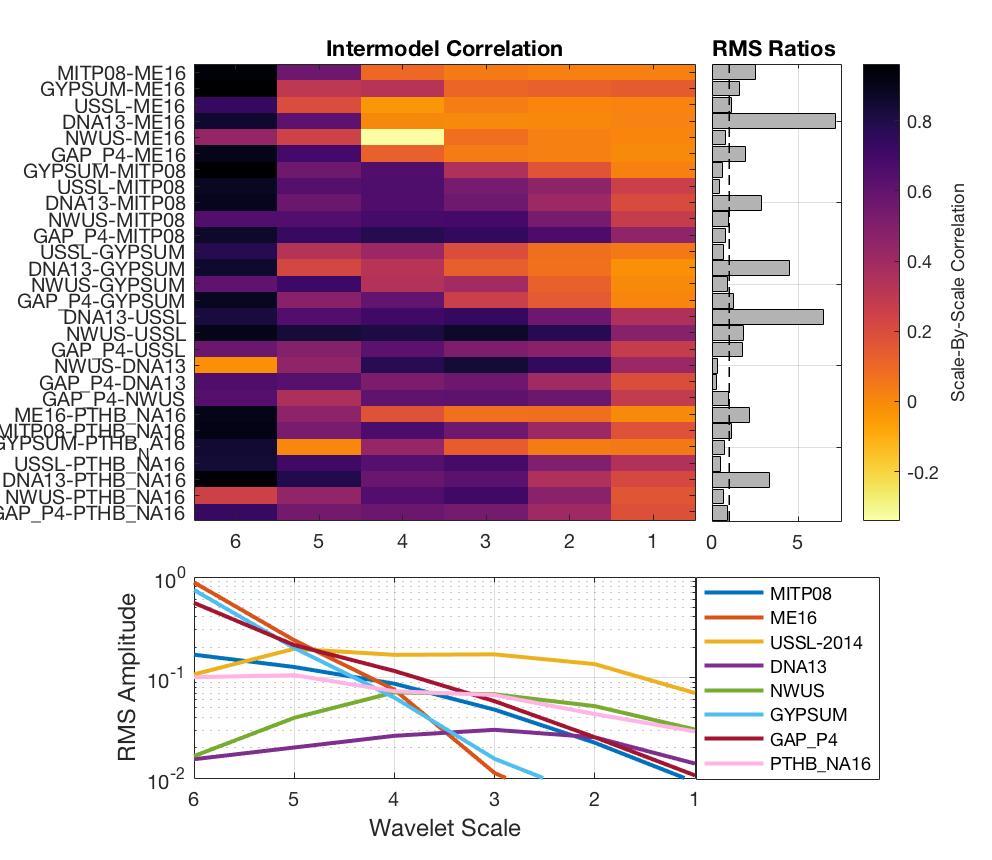 Intermodel Correlation
RMS Ratios
MITP08-ME16
GYPSUM-ME16
USSL-ME16
DNA13-ME16
NWUS-ME16
GAP_P4-ME16
GYPSUM-MITP08
USSL-MITP08
DNA13-MITP08
NWUS-MITP08
GAP_P4-MITP08
USSL-GYPSUM
DNA13-GYPSUM
NWUS-GYPSUM
GAP_P4-GYPSUM
DNA13-USSL
NWUS-USSL
GAP_P4-USSL
NWUS-DNA13
GAP_P4-DNA13
GAP_P4-NWUS
ME16-PTHB_NA16
MITP08-PTHB_NA16
GYPSUM-PTHB_A16
N
USSL-PTHB_NA16
DNA13-PTHB_NA16
NWUS-PTHB_NA16
GAP_P4-PTHB_NA16
6 5 4 3 2 1
0 5
0.8
0.6
0.4
0.2
0
-0.2
Scale-By-Scale Correlation
10^0
10^-1
10^-2
RMS Amplitude
6 5 4 3 2 1
Wavelet Scale
MITP08
ME16
USSL-2014
DNA13
NWUS
GYPSUM
GAP_P4
PTHB_NA16